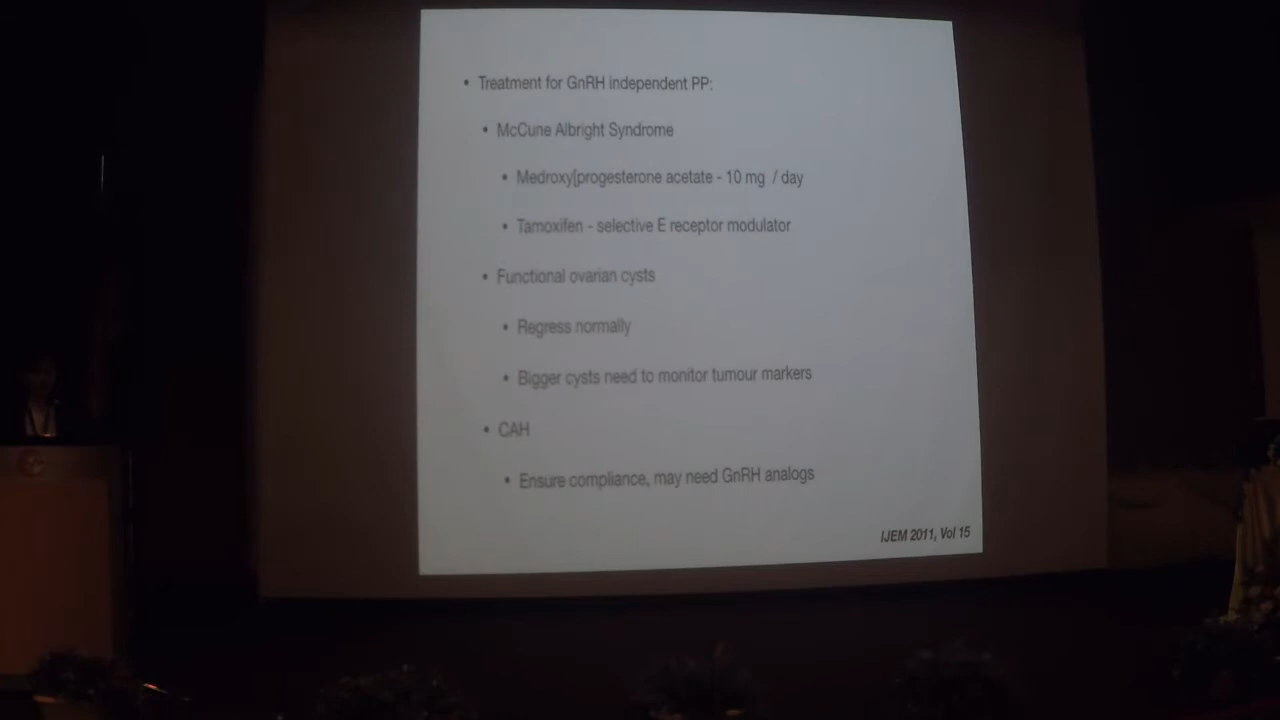 • Treatment for GnRH independent PP:
• McCune Albright Syndrome
• Medroxy[progesterone acetate - 10 mg / day
• Tamoxifen - selective E receptor modulator
• Functional ovarian cysts
• Regress normally
• Bigger cysts need to monitor tumour markers
• CAH
• Ensure compliance, may need GnRH analogs
IJEM 2011, Vol 15